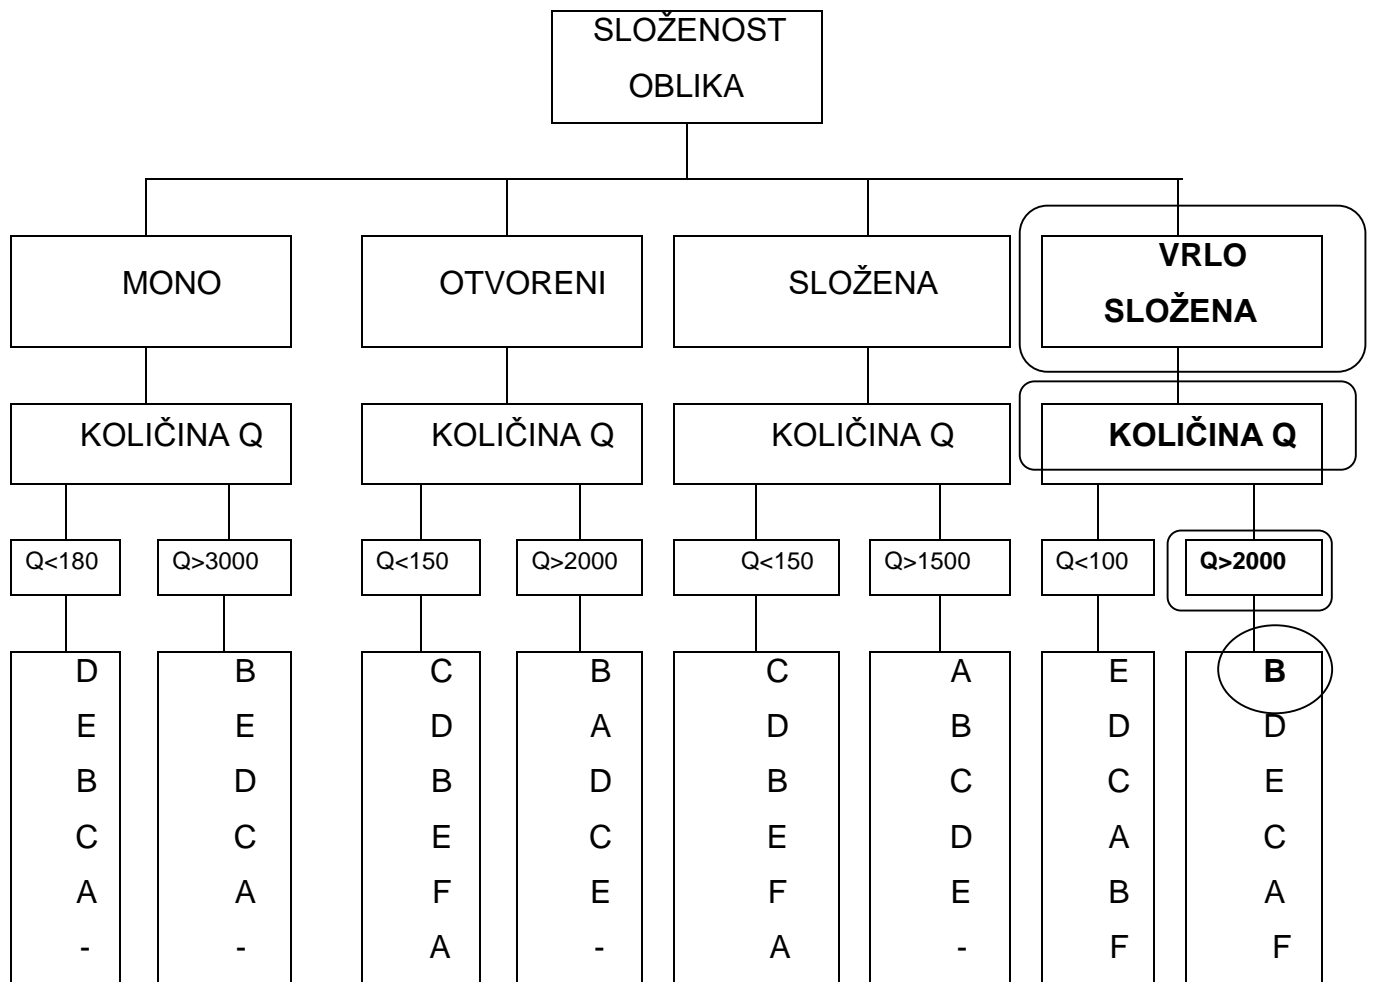 SLOŽENOST
OBLIKA
MONO
OTVORENI
SLOŽENA
VRLO
SLOŽENA
KOLIČINA Q
KOLIČINA Q
KOLIČINA Q
KOLIČINA Q
Q<180
Q>3000
Q<150
Q>2000
Q<150
Q>1500
Q<100
Q>2000
D
E
B
C
A
-
B
E
D
C
A
-
C
D
B
E
F
A
B
A
D
C
E
-
C
D
B
E
F
A
A
B
C
D
E
-
E
D
C
A
B
F
B
D
E
C
A
F